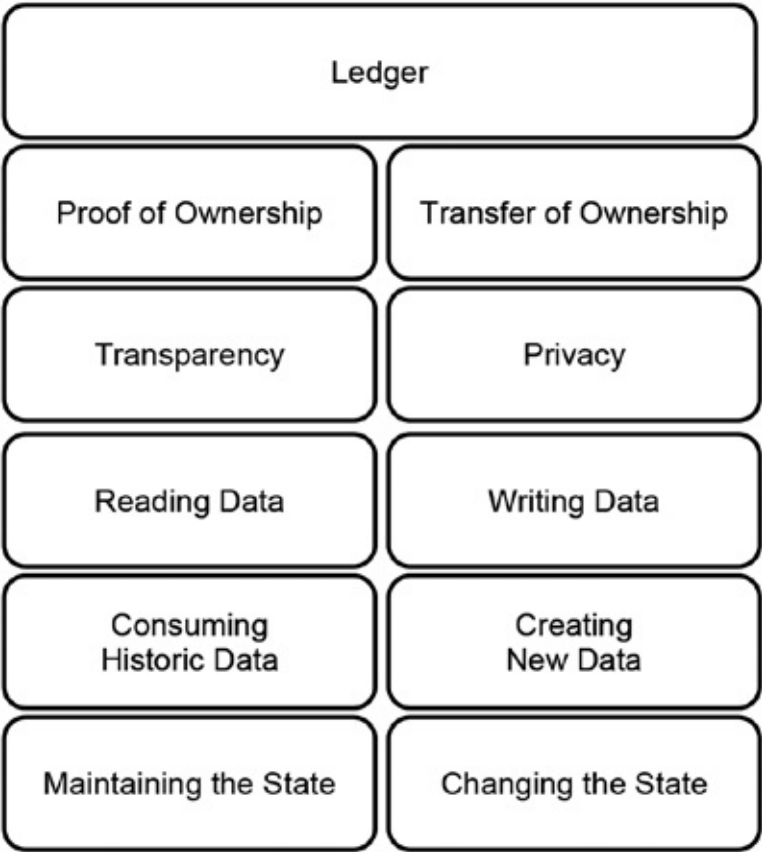 Ledger
Proof of Ownership
Transfer of Ownership
Transparency
Privacy
Reading Data
Writing Data
Consuming
Historic Data
Creating
New Data
Maintaining the State
Changing the State